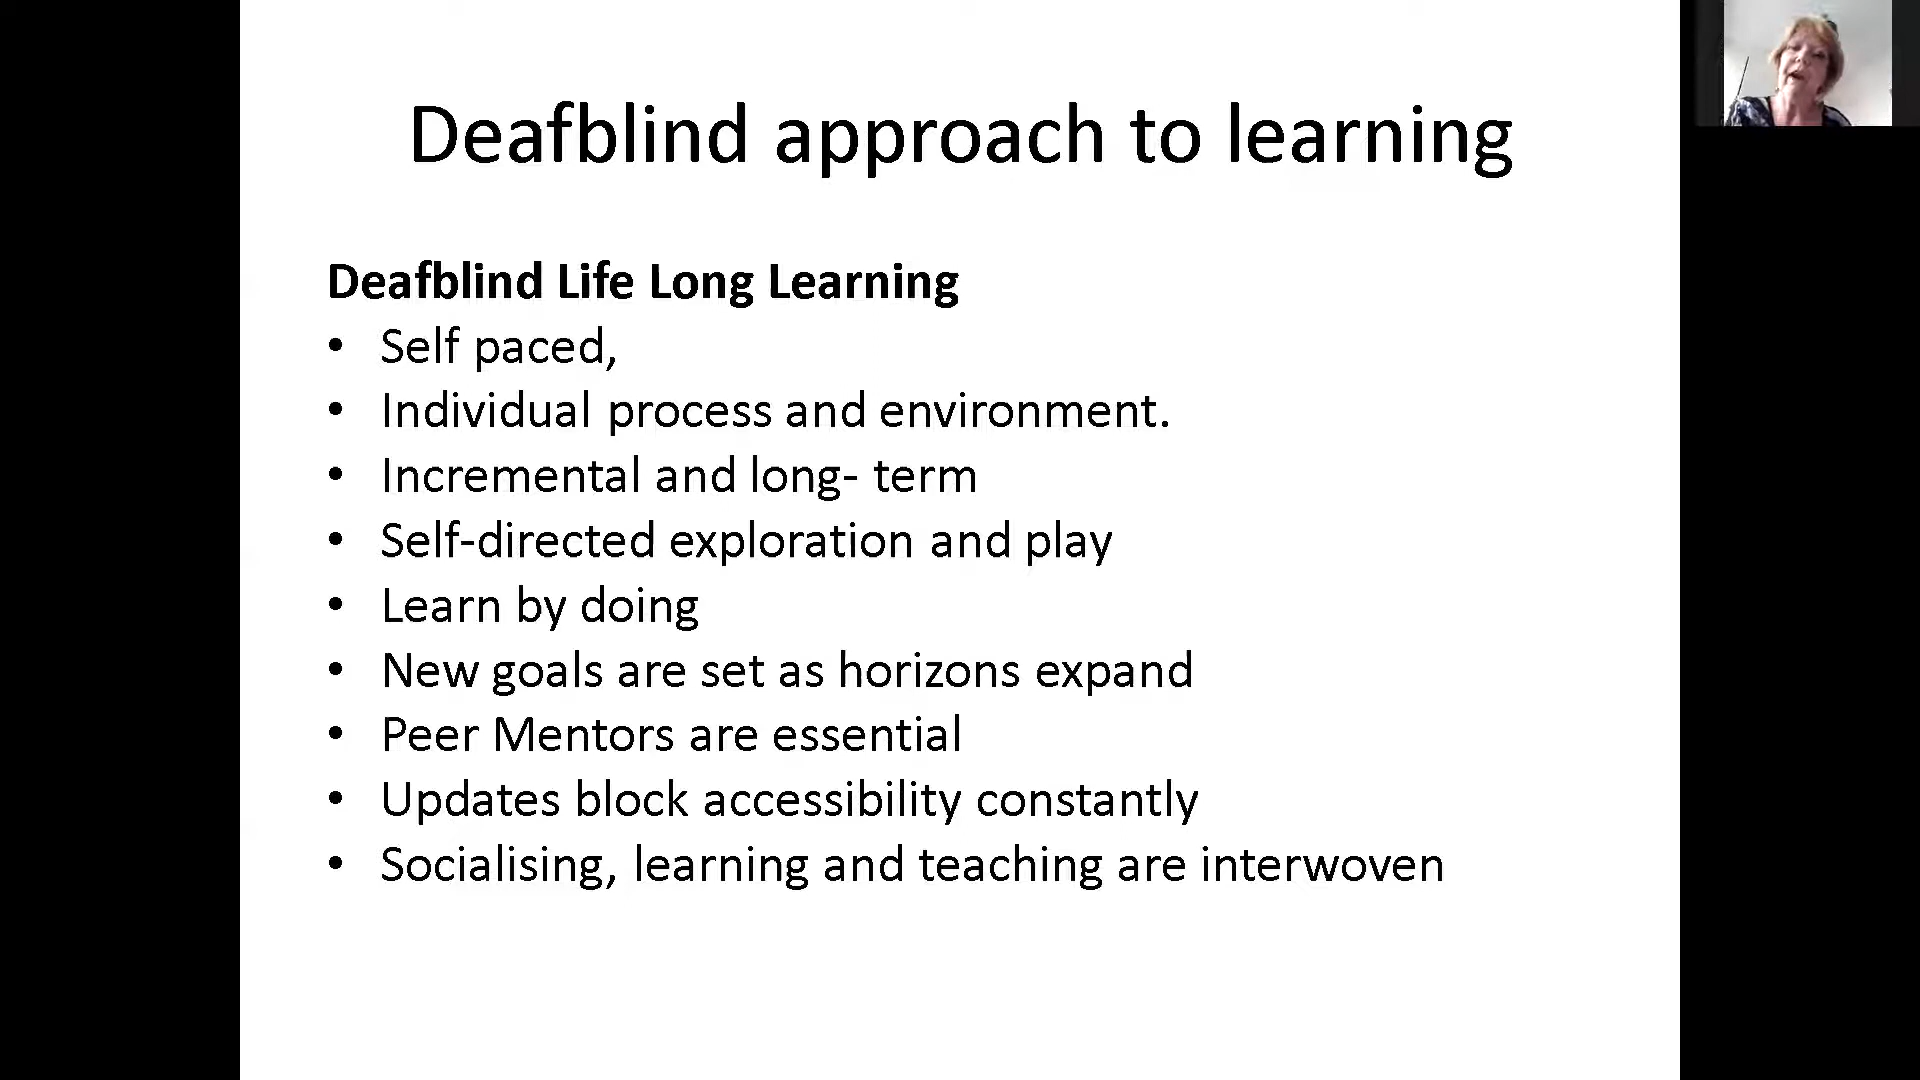 Deafblind approach to learning
Deafblind Life Long Learning
• Self paced,
• Individual process and environment.
• Incremental and long- term
• Self-directed exploration and play
• Learn by doing
• New goals are set as horizons expand
• Peer Mentors are essential
• Updates block accessibility constantly
• Socialising, learning and teaching are interwoven